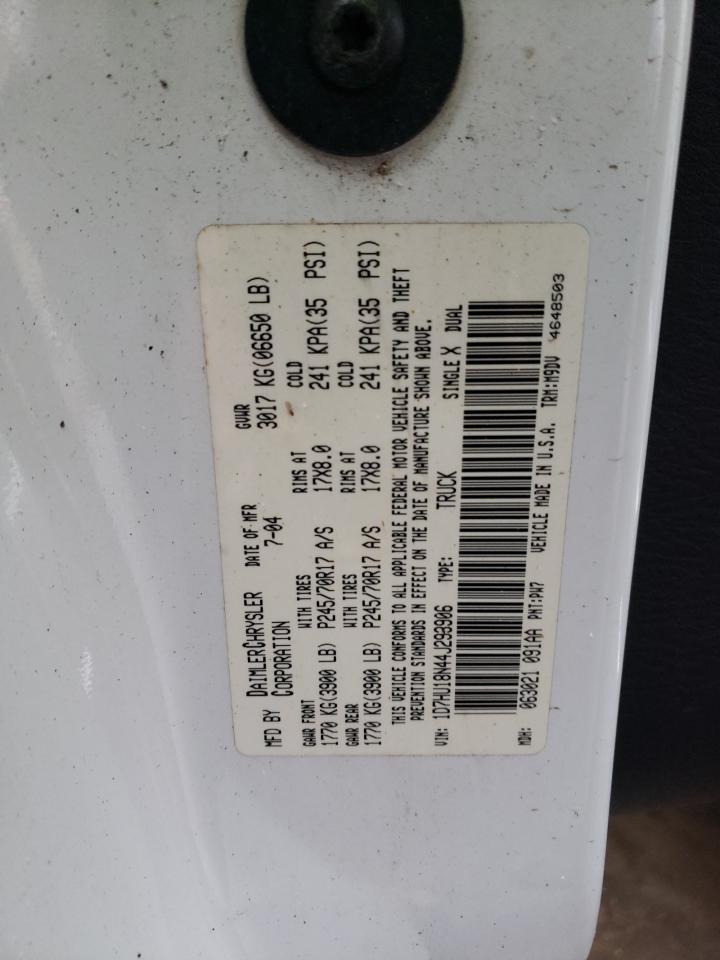 MFD BY DAIMLERCHRYSLER CORPORATION
DATE OF MFR 7-04
GVWR 3017 KG(06650 LB)
GAWR FRONT WITH TIRES RIMS AT COLD
1770 KG(3900 LB) P245/70R17 A/S 17X8.0 241 KPA(35 PSI)
GAWR REAR WITH TIRES RIMS AT COLD
1770 KG(3900 LB) P245/70R17 A/S 17X8.0 241 KPA(35 PSI)
THIS VEHICLE CONFORMS TO ALL APPLICABLE FEDERAL MOTOR VEHICLE SAFETY AND THEFT
PREVENTION STANDARDS IN EFFECT ON THE DATE OF MANUFACTURE SHOWN ABOVE.
VIN: 1D7HU18N44J293906 TYPE: TRUCK SINGLE X DUAL
MDH: 063021 091AA PNT:PW7 VEHICLE MADE IN U.S.A. TRM:M9DV 4648503